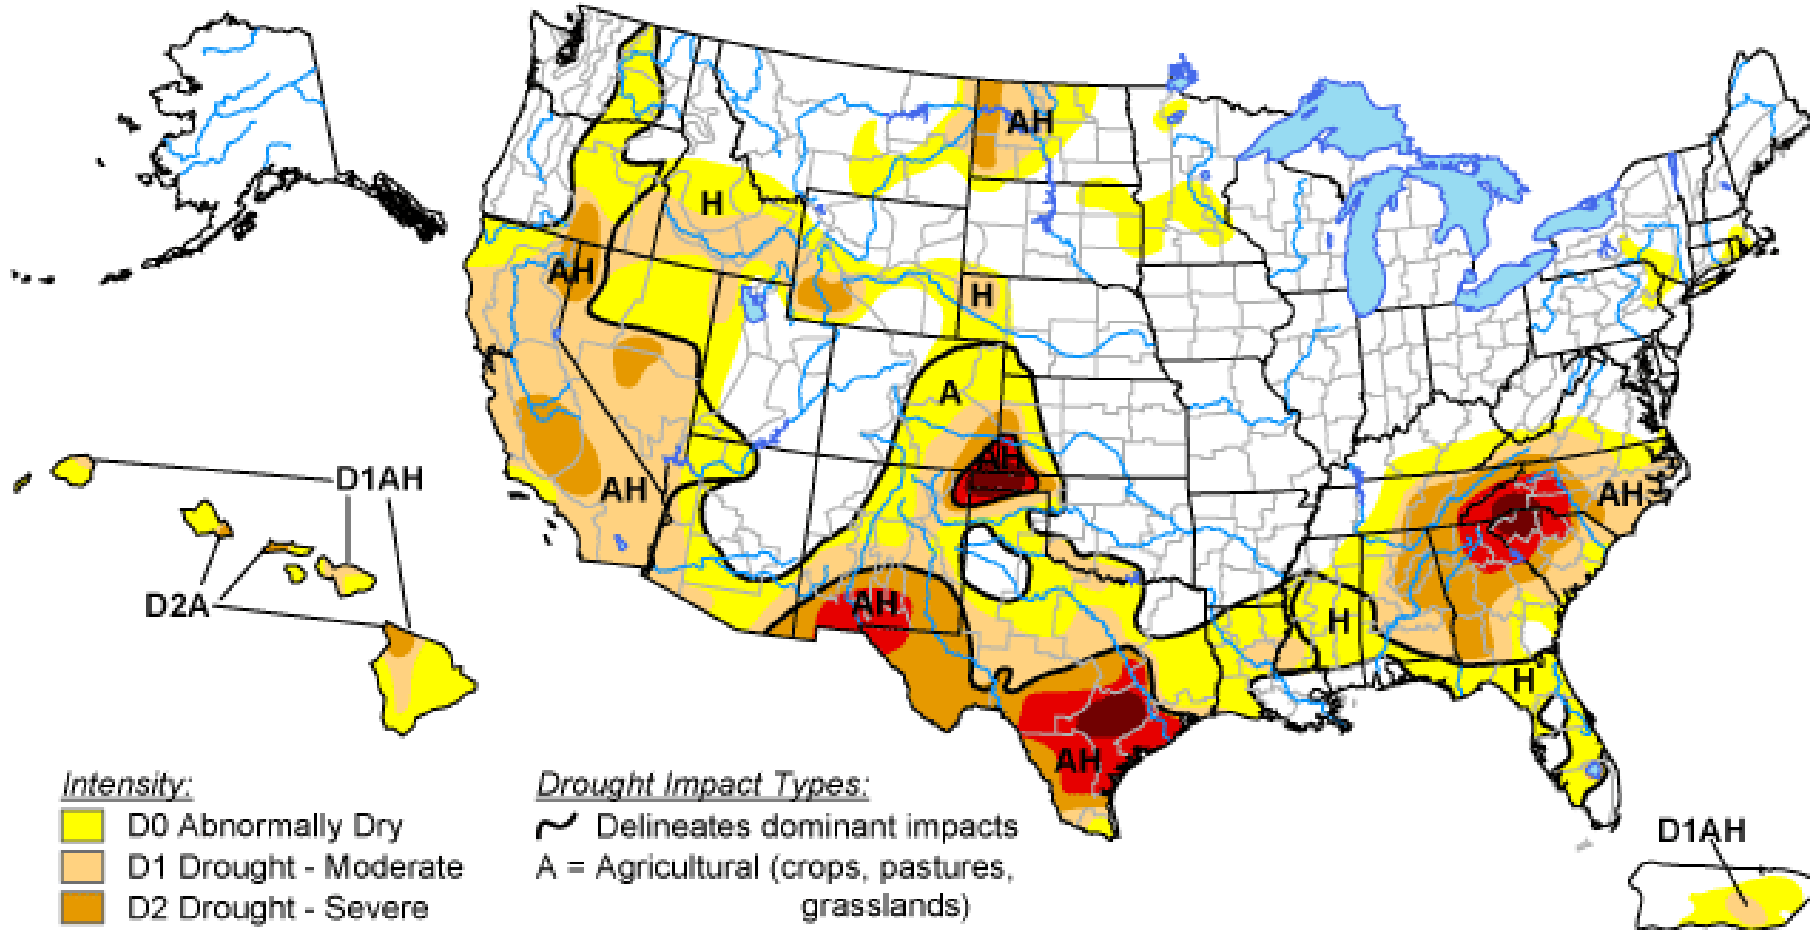 AH
H
AH
H
A
AH
D1AH
AH
AH
D2A
AH
H
H
AH
Intensity:
D0 Abnormally Dry
D1 Drought - Moderate
D2 Drought - Severe
Drought Impact Types:
Delineates dominant impacts
A = Agricultural (crops, pastures,
grasslands)
D1AH